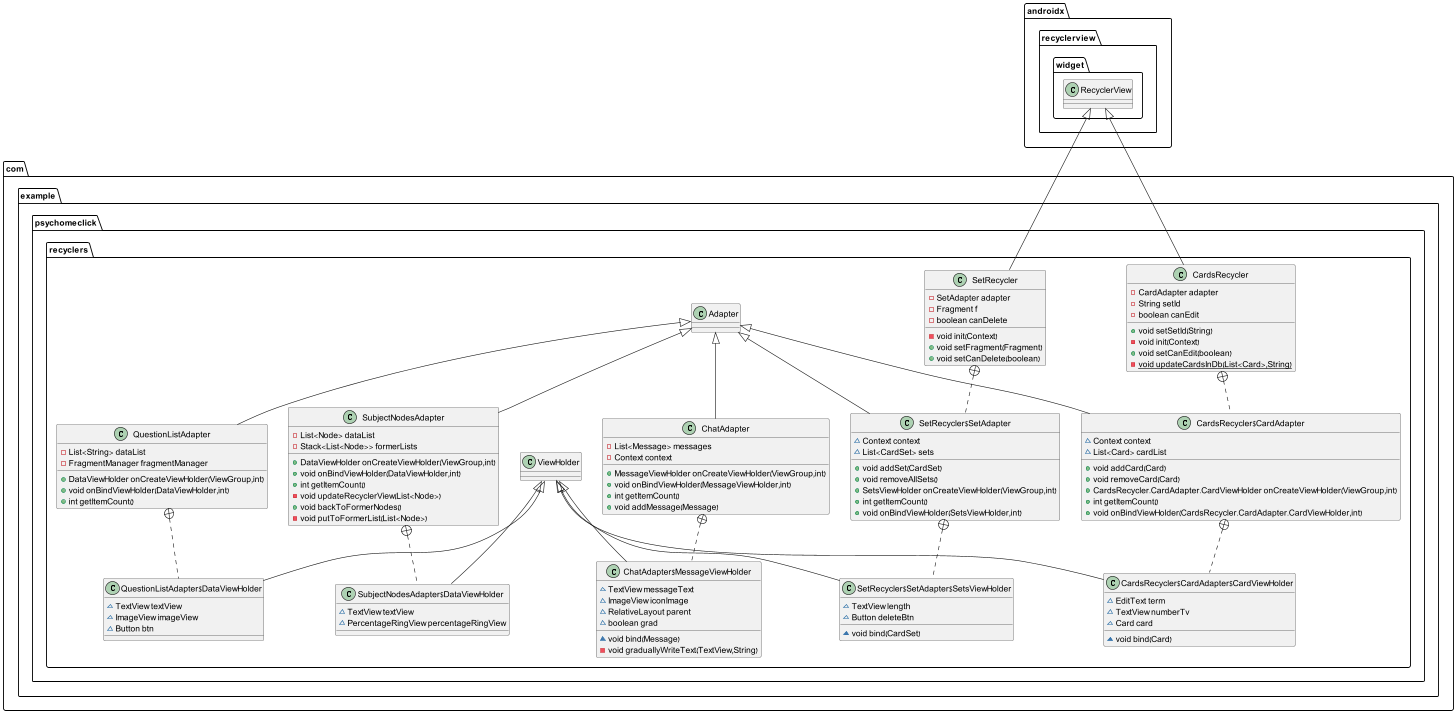 androidx
recyclerview
widget
C RecyclerView
com
example
psychomeclick
recyclers
C SetRecycler
SetAdapter adapter
Fragment f
boolean canDelete
void init(Context)
void setFragment(Fragment)
void setCanDelete(boolean)
C CardsRecycler
CardAdapter adapter
String setId
boolean canEdit
void setSetId(String)
void init(Context)
void setCanEdit(boolean)
void updateCardsInDb(List<Card>,String)
C Adapter
C QuestionListAdapter
List<String> dataList
FragmentManager fragmentManager
DataViewHolder onCreateViewHolder(ViewGroup,int)
void onBindViewHolder(DataViewHolder,int)
int getItemCount()
C SubjectNodesAdapter
List<Node> dataList
Stack<List<Node>> formerLists
DataViewHolder onCreateViewHolder(ViewGroup,int)
void onBindViewHolder(DataViewHolder,int)
int getItemCount()
void updateRecyclerView(List<Node>)
void backToFormerNodes()
void putToFormerList(List<Node>)
C ViewHolder
C ChatAdapter
List<Message> messages
Context context
MessageViewHolder onCreateViewHolder(ViewGroup,int)
void onBindViewHolder(MessageViewHolder,int)
int getItemCount()
void addMessage(Message)
C SetRecycler$SetAdapter
Context context
List<CardSet> sets
void addSet(CardSet)
void removeAllSets()
SetsViewHolder onCreateViewHolder(ViewGroup,int)
int getItemCount()
void onBindViewHolder(SetsViewHolder,int)
C CardsRecycler$CardAdapter
Context context
List<Card> cardList
void addCard(Card)
void removeCard(Card)
CardsRecycler.CardAdapter.CardViewHolder onCreateViewHolder(ViewGroup,int)
int getItemCount()
void onBindViewHolder(CardsRecycler.CardAdapter.CardViewHolder,int)
C QuestionListAdapter$DataViewHolder
TextView textView
ImageView imageView
Button btn
C SubjectNodesAdapter$DataViewHolder
TextView textView
PercentageRingView percentageRingView
C ChatAdapter$MessageViewHolder
TextView messageText
ImageView iconImage
RelativeLayout parent
boolean grad
void bind(Message)
void graduallyWriteText(TextView,String)
C SetRecycler$SetAdapter$SetsViewHolder
TextView length
Button deleteBtn
void bind(CardSet)
C CardsRecycler$CardAdapter$CardViewHolder
EditText term
TextView numberTv
Card card
void bind(Card)